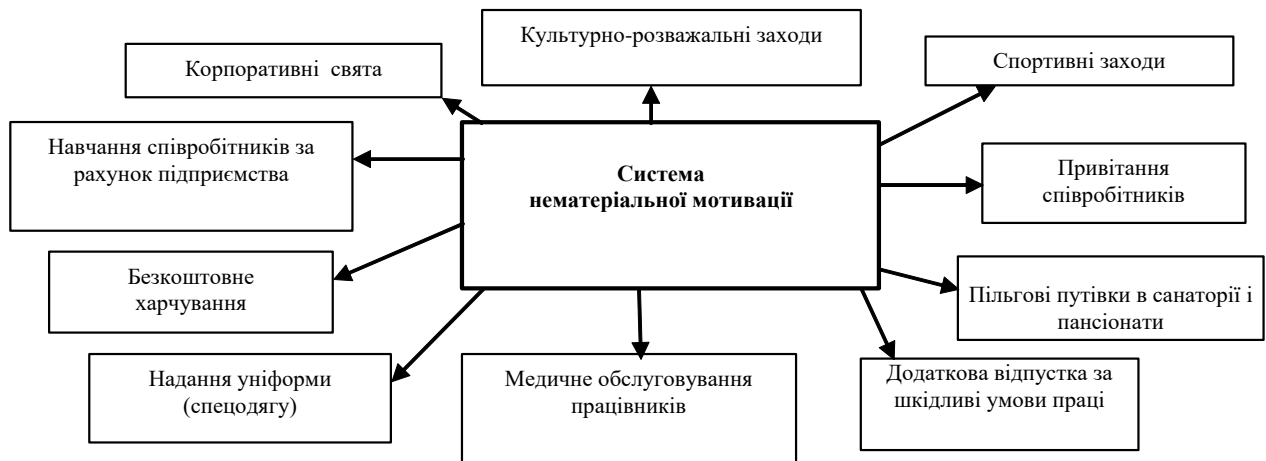 Культурно-розважальні заходи
Корпоративні свята
Спортивні заходи
Навчання співробітників за
рахунок підприємства
Система
нематеріальної мотивації
Привітання
співробітників
Безкоштовне
харчування
Пільгові путівки в санаторії і
пансіонати
Надання уніформи
(спецодягу)
Медичне обслуговування
працівників
Додаткова відпустка за
шкідливі умови праці